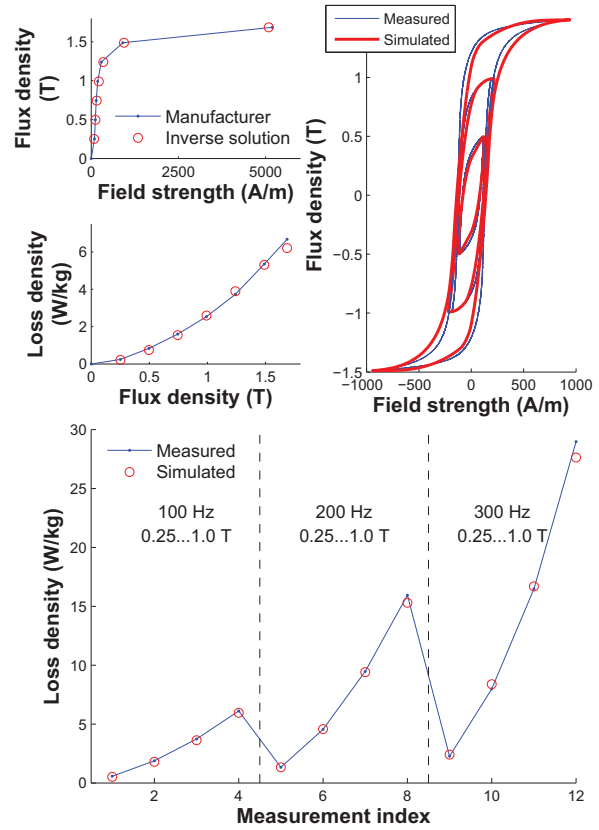 Flux density (T)
1.5
1
0.5
0
0
2500
5000
Manufacturer
Inverse solution
Field strength (A/m)
Loss density (W/kg)
6
4
2
0
0
0.5
1
1.5
Flux density (T)
Measured
Simulated
Flux density (T)
1
0.5
0
−0.5
−1
−1.5
−1000
−500
0
500
1000
Field strength (A/m)
Loss density (W/kg)
30
25
20
15
10
5
0
Measured
Simulated
100 Hz
0.25...1.0 T
200 Hz
0.25...1.0 T
300 Hz
0.25...1.0 T
2
4
6
8
10
12
Measurement index